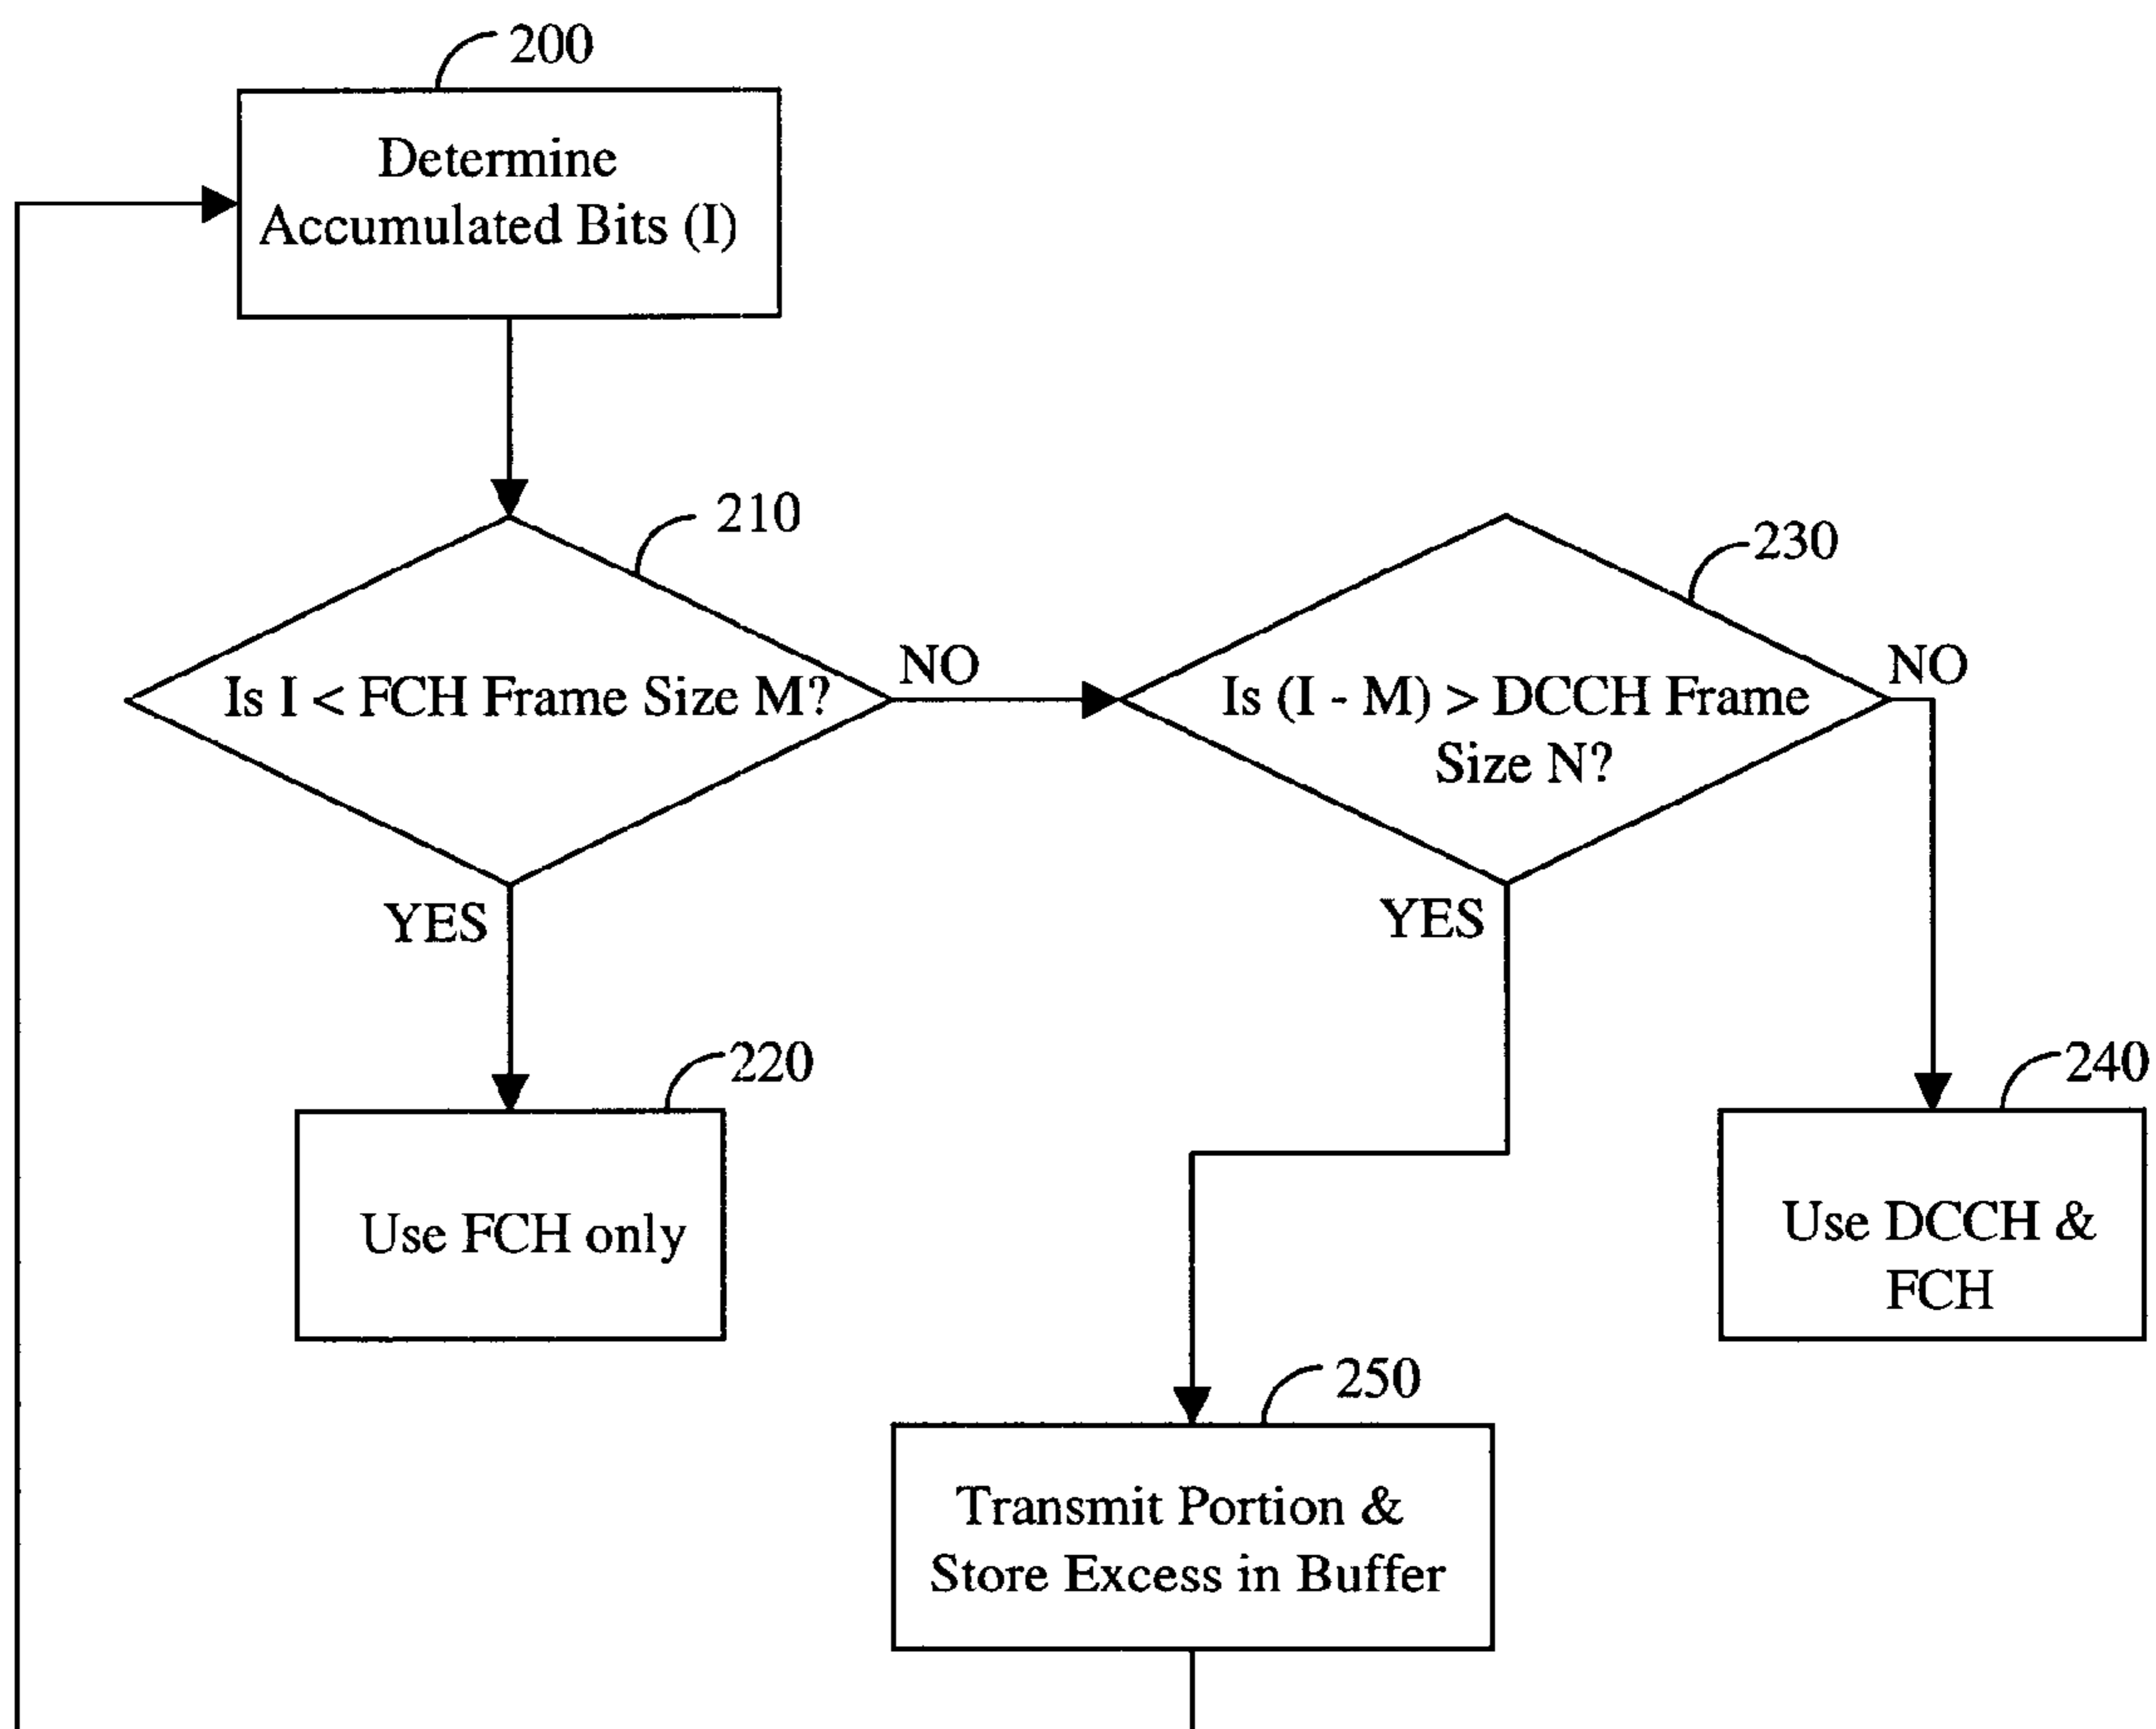 200
Determine
Accumulated Bits (I)
210
Is I < FCH Frame Size M?
NO
230
Is (I - M) > DCCH Frame
Size N?
NO
YES
YES
220
Use FCH only
240
Use DCCH &
FCH
250
Transmit Portion &
Store Excess in Buffer